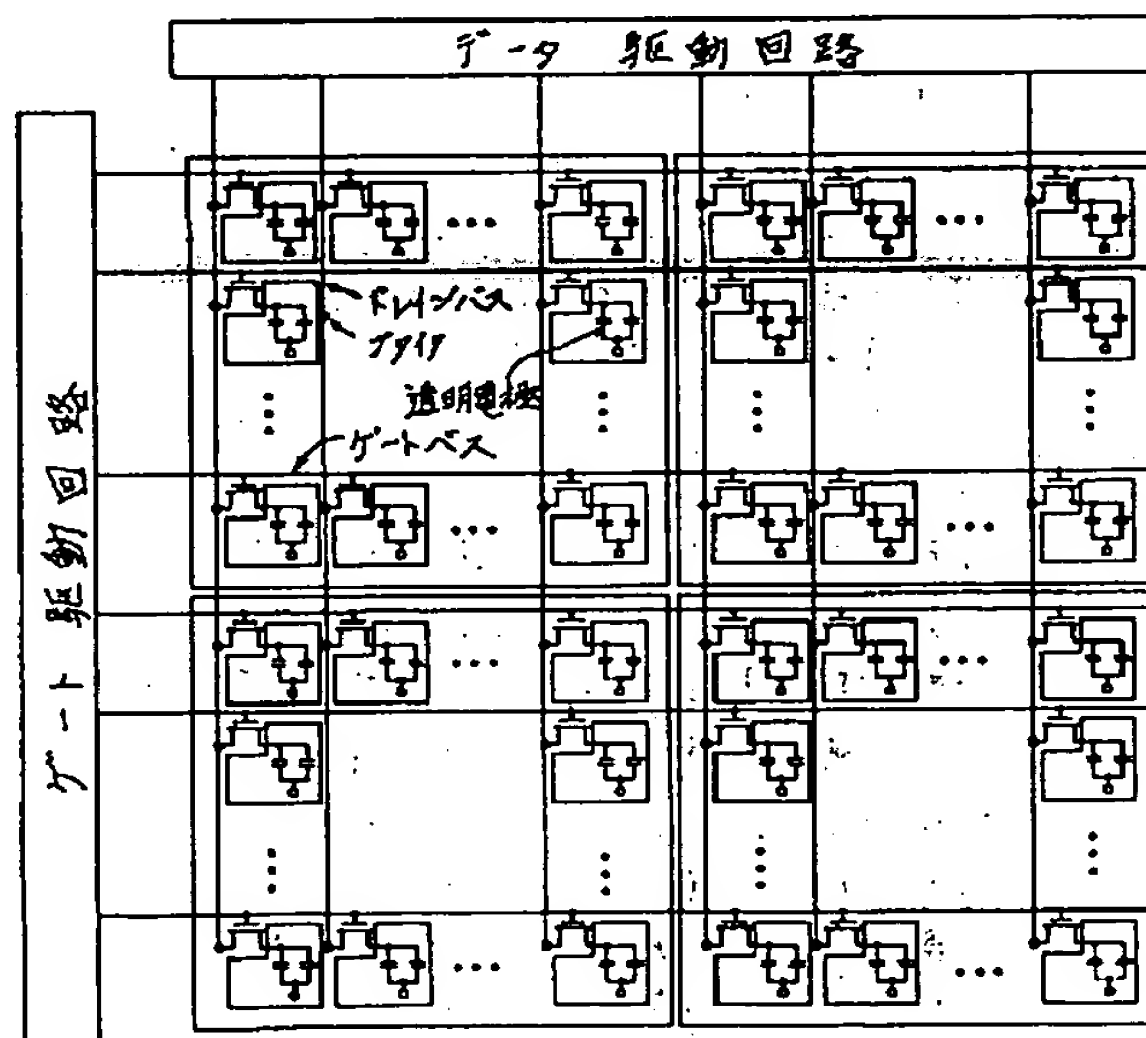 データ 駆動回路
ドレインバス
透明電極
ゲートバス
ゲート 駆動回路